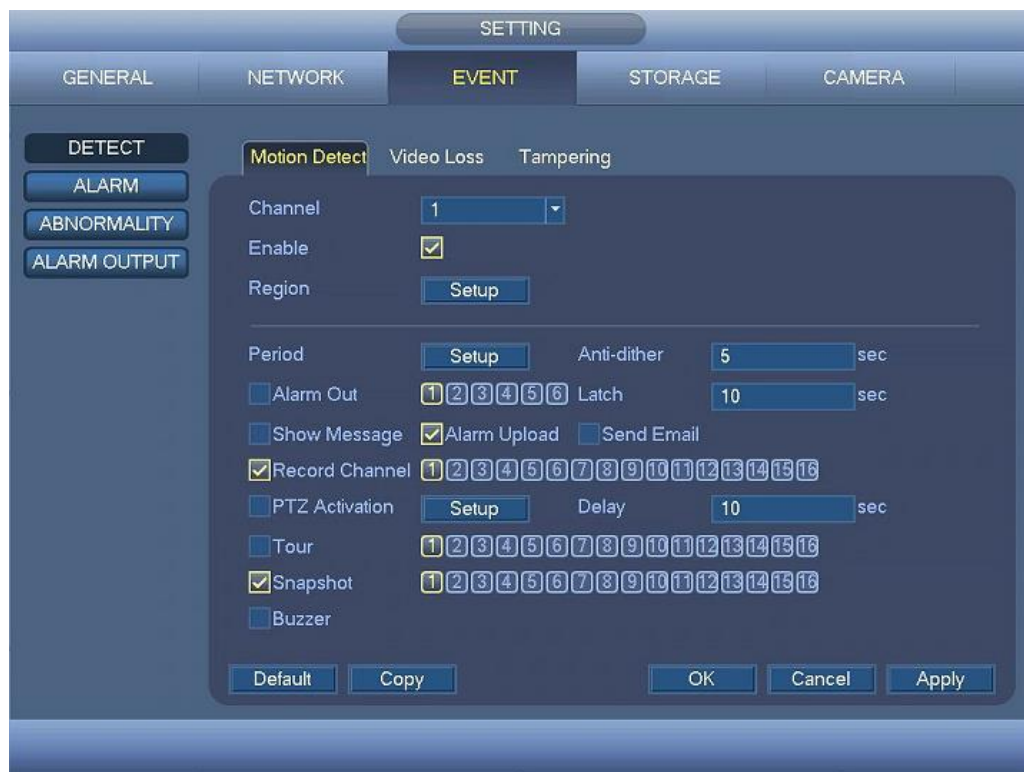 SETTING
GENERAL NETWORK EVENT STORAGE CAMERA
DETECT
ALARM
ABNORMALITY
ALARM OUTPUT
Motion Detect Video Loss Tampering
Channel 1
Enable
Region Setup
Period Setup Anti-dither 5 sec
Alarm Out 1 2 3 4 5 6 Latch 10 sec
Show Message Alarm Upload Send Email
Record Channel 1 2 3 4 5 6 7 8 9 10 11 12 13 14 15 16
PTZ Activation Setup Delay 10 sec
Tour 1 2 3 4 5 6 7 8 9 10 11 12 13 14 15 16
Snapshot 1 2 3 4 5 6 7 8 9 10 11 12 13 14 15 16
Buzzer
Default Copy OK Cancel Apply